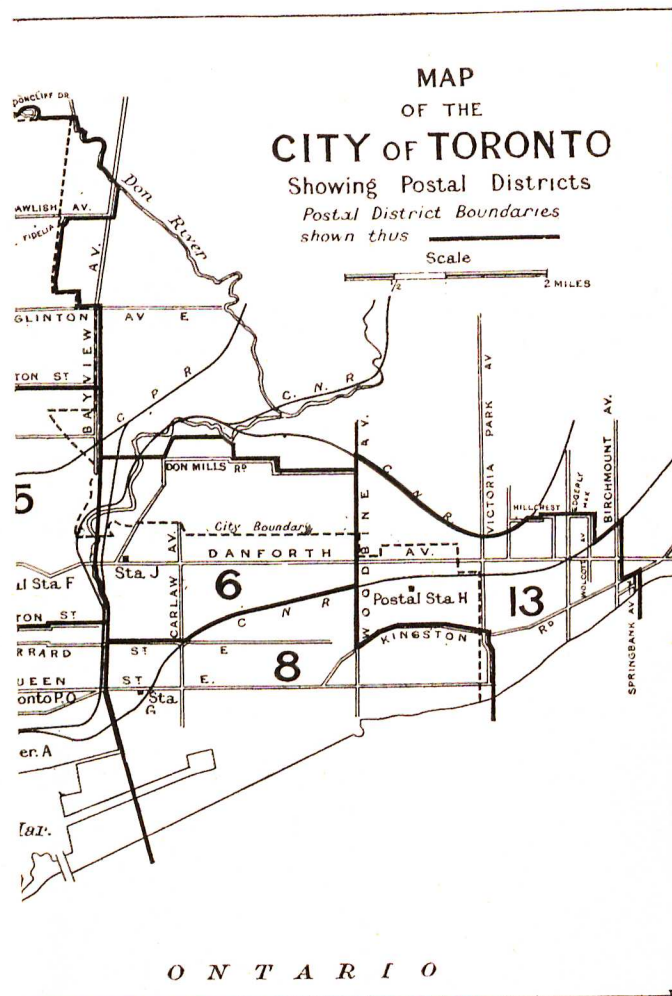 MAP
OF THE
CITY OF TORONTO
Showing Postal Districts
Postal District Boundaries
shown thus
Scale
1/2
2 MILES
DONCLIFF DR.
Don River
AWLISH AV.
FIDELIA
AV.
GLINTON AV E
BAYVIEW
TON ST
C P R
C. N. R
VICTORIA PARK AV
BIRCHMOUNT AV.
WOODBINE AV.
C N R
DON MILLS RD
HILLCREST
5
City Boundary
DANFORTH AV.
CARLAW AV.
Sta. J
al Sta F
6
Postal Sta H
13
C N R
TON ST
KINGSTON RD
RRARD ST E
8
SPRINGBANK AV
UEEN ST E.
onto P.O
Sta
G
er. A
Har.
ONTARIO